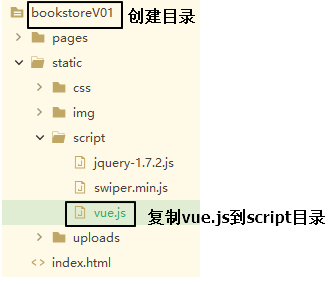 bookstoreV01 创建目录
pages
static
css
img
script
jquery-1.7.2.js
swiper.min.js
vue.js 复制vue.js到script目录
uploads
<> index.html